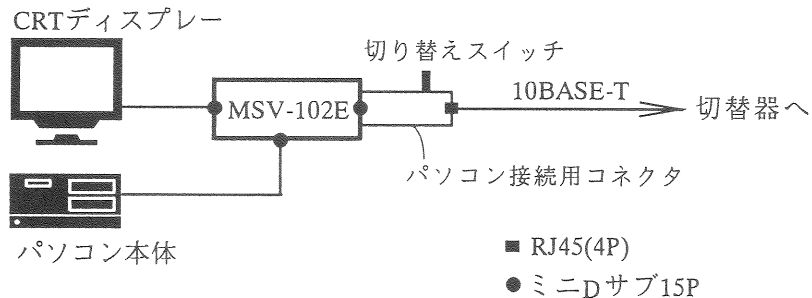 CRTディスプレー
切り替えスイッチ
10BASE-T
MSV-102E
切替器へ
パソコン接続用コネクタ
パソコン本体
■ RJ45(4P)
● ミニDサブ15P